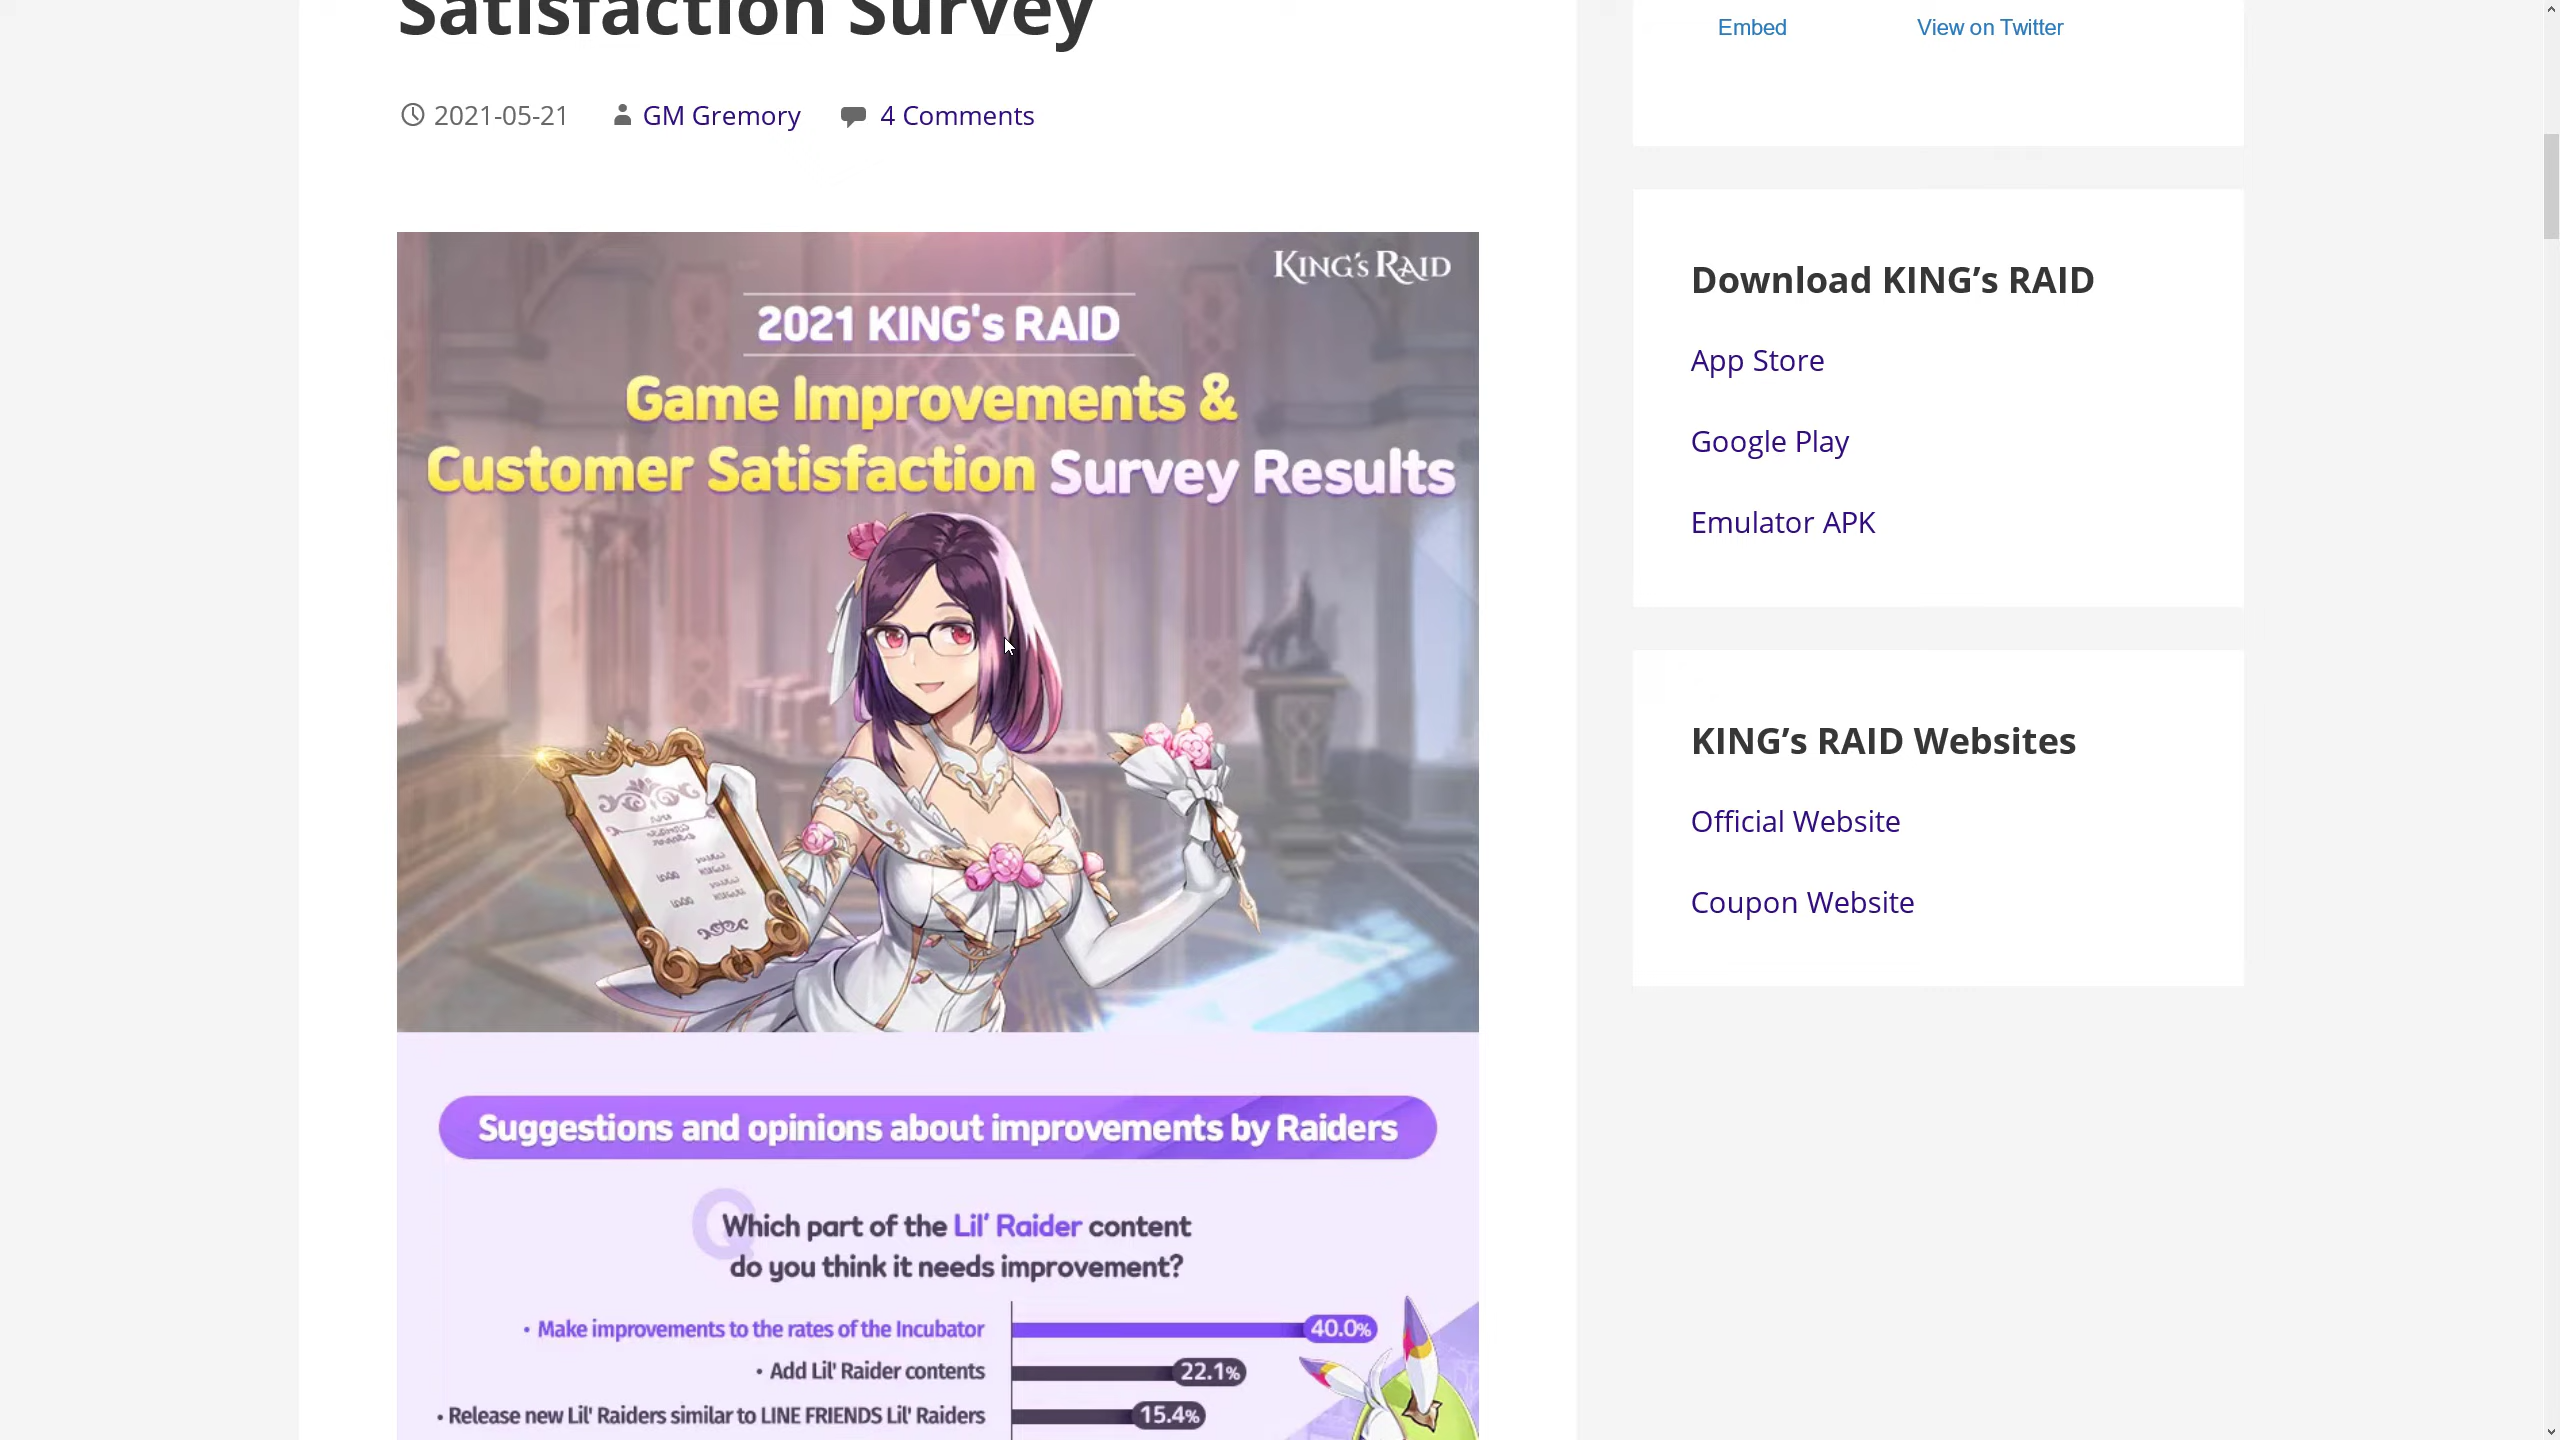 Satisfaction Survey
2021-05-21 GM Gremory 4 Comments
KING's RAID
2021 KING's RAID
Game Improvements &
Customer Satisfaction Survey Results
Suggestions and opinions about improvements by Raiders
Q Which part of the Lil' Raider content
do you think it needs improvement?
• Make improvements to the rates of the Incubator 40.0%
• Add Lil' Raider contents 22.1%
• Release new Lil' Raiders similar to LINE FRIENDS Lil' Raiders 15.4%
Embed View on Twitter
Download KING’s RAID
App Store
Google Play
Emulator APK
KING’s RAID Websites
Official Website
Coupon Website